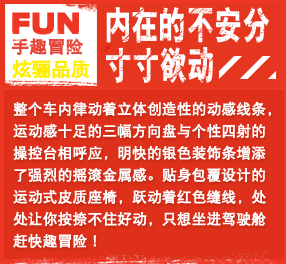 FUN
手趣冒险
炫骊品质
内在的不安分
寸寸欲动
整个车内律动着立体创造性的动感线条，
运动感十足的三幅方向盘与个性四射的
操控台相呼应，明快的银色装饰条增添
了强烈的摇滚金属感。贴身包覆设计的
运动式皮质座椅，跃动着红色缝线，处
处让你按捺不住好动，只想坐进驾驶舱
赶快趣冒险！